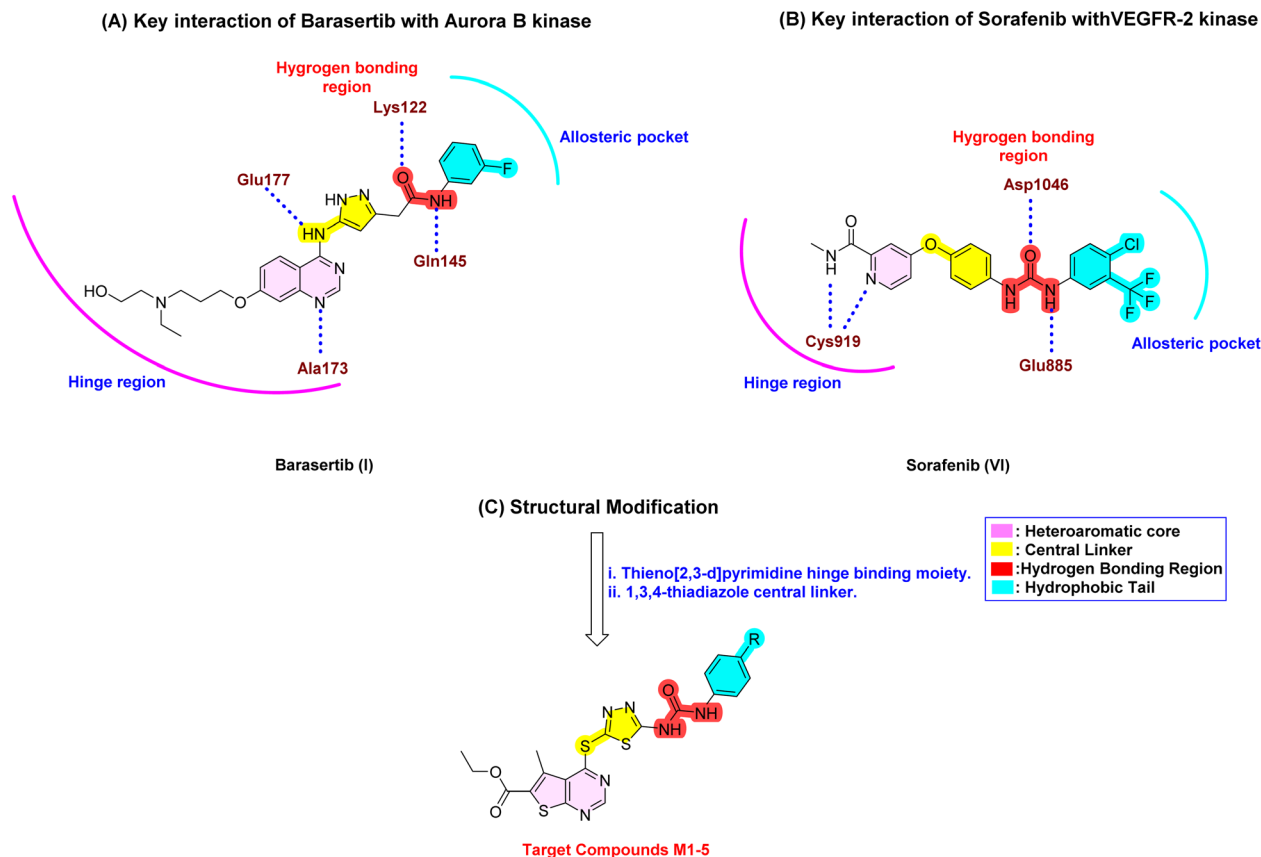 (A) Key interaction of Barasertib with Aurora B kinase
Hygrogen bonding
region
Lys122
Allosteric pocket
O
F
Glu177
HN
N
NH
HN
Gln145
N
HO
N
O
N
Ala173
Hinge region
Barasertib (I)
(B) Key interaction of Sorafenib withVEGFR-2 kinase
Hygrogen bonding
region
Asp1046
O
O
O
Cl
N
H
N
N
H
N
H
F
F
F
Cys919
Glu885
Allosteric pocket
Hinge region
Sorafenib (VI)
(C) Structural Modification
i. Thieno[2,3-d]pyrimidine hinge binding moiety.
ii. 1,3,4-thiadiazole central linker.
: Heteroaromatic core
: Central Linker
:Hydrogen Bonding Region
: Hydrophobic Tail
R
O
N
N
NH
NH
S
S
O
O
S
N
N
Target Compounds M1-5